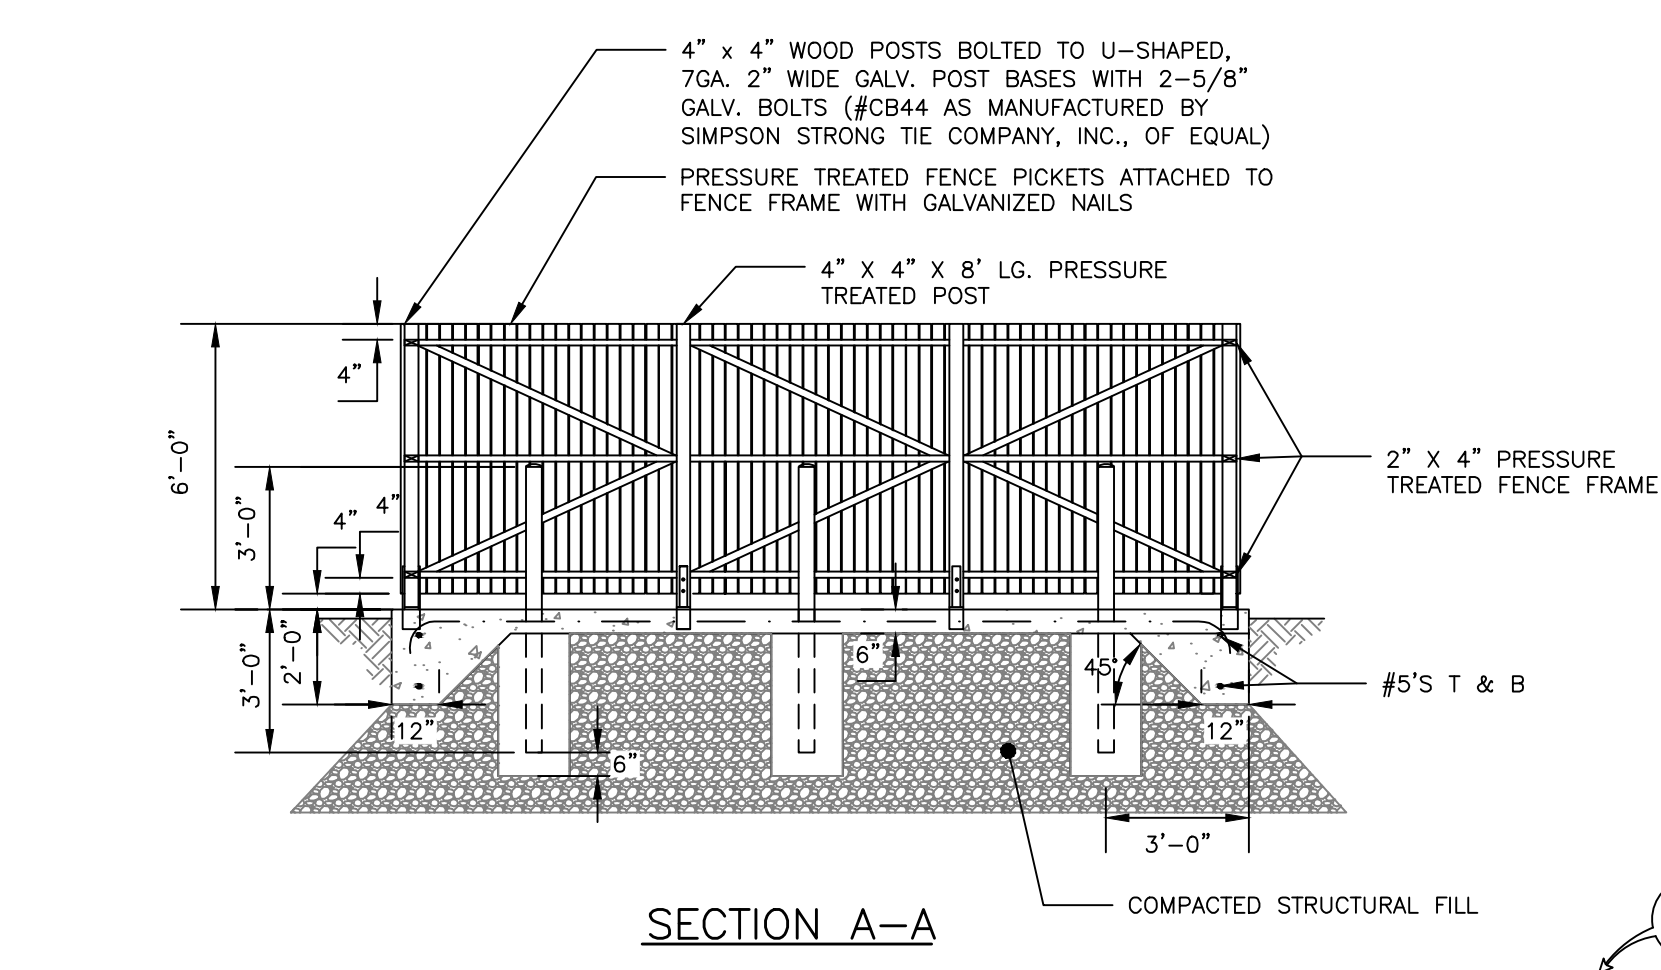 4" x 4" WOOD POSTS BOLTED TO U-SHAPED,
7GA. 2" WIDE GALV. POST BASES WITH 2-5/8"
GALV. BOLTS (#CB44 AS MANUFACTURED BY
SIMPSON STRONG TIE COMPANY, INC., OF EQUAL)
PRESSURE TREATED FENCE PICKETS ATTACHED TO
FENCE FRAME WITH GALVANIZED NAILS
4" X 4" X 8' LG. PRESSURE
TREATED POST
4"
6'-0"
3'-0"
4"
4"
2" X 4" PRESSURE
TREATED FENCE FRAME
3'-0"
2'-0"
6"
45°
#5'S T & B
12"
12"
6"
3'-0"
COMPACTED STRUCTURAL FILL
SECTION A-A